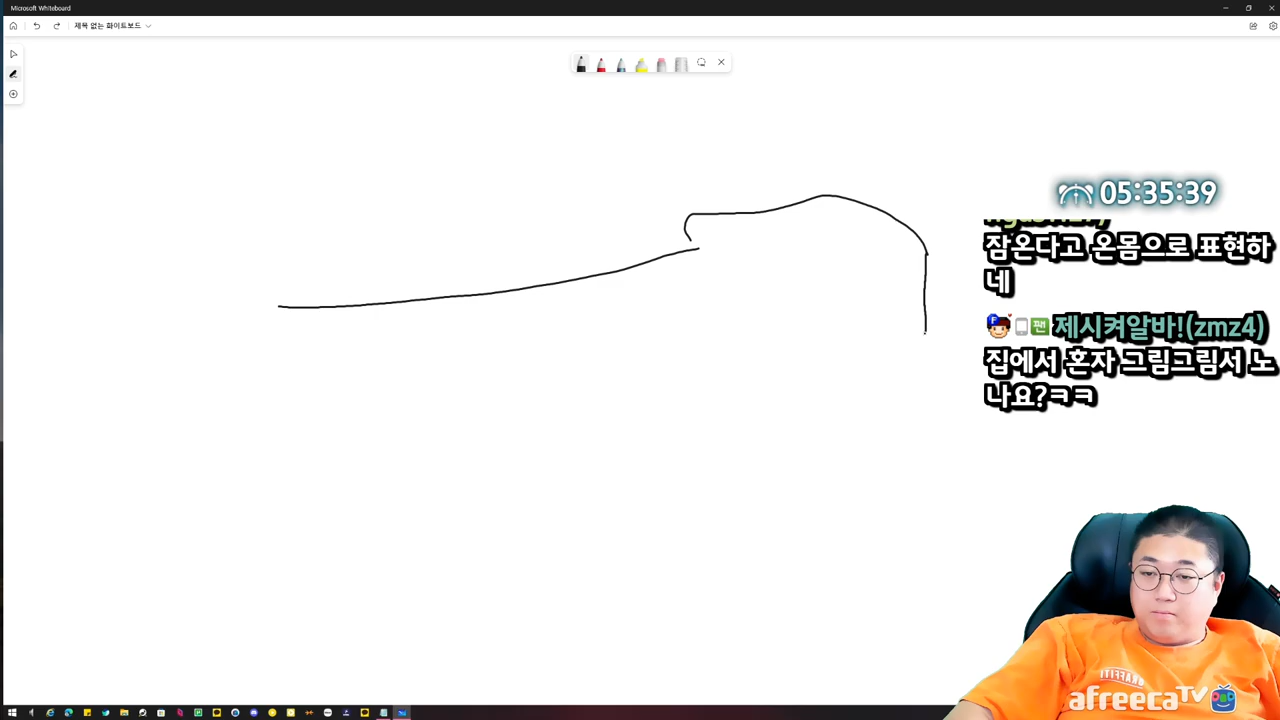 Microsoft Whiteboard
제목 없는 화이트보드
05:35:39
잠온다고 온몸으로 표현하
네
F 팬 제시켜알바!(zmz4)
집에서 혼자 그림그림서 노
나요?ㅋㅋ
afreecaTV